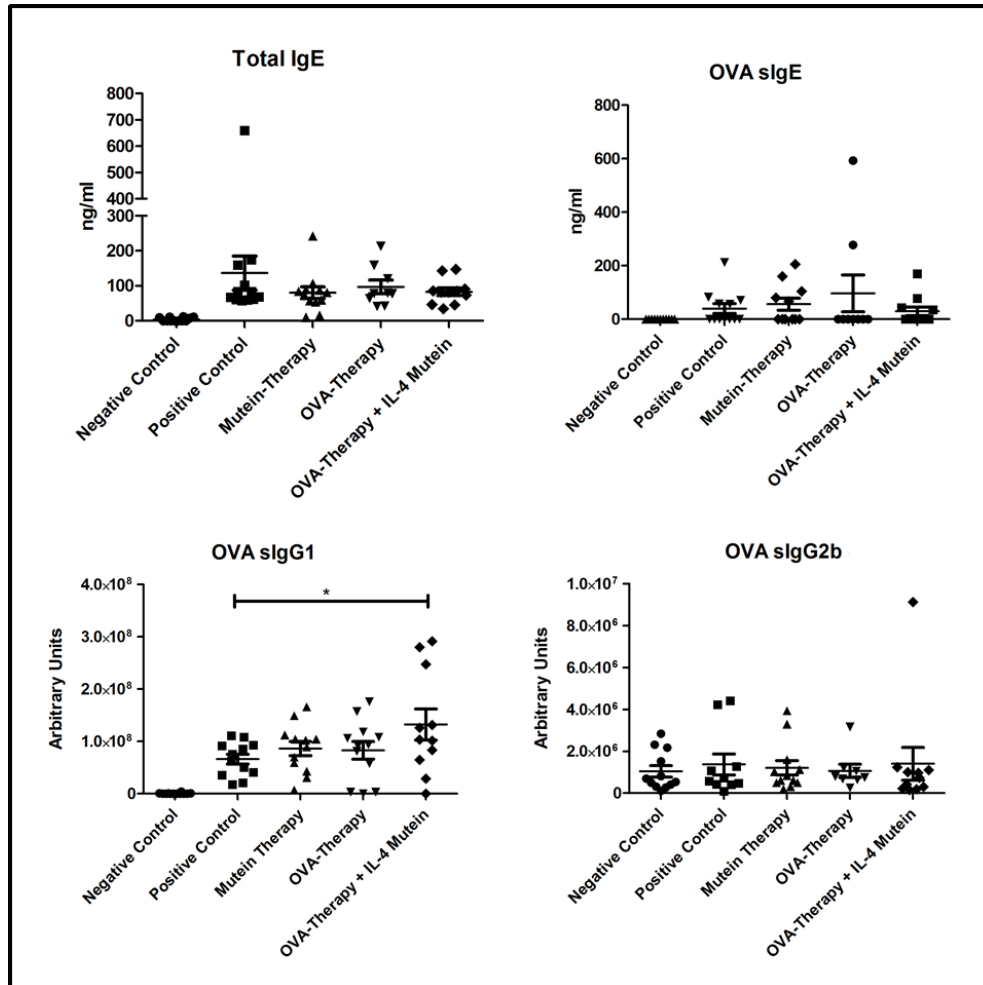 Total IgE
ng/ml
800
700
600
500
400
300
200
100
0
Negative Control
Positive Control
Mutein-Therapy
OVA-Therapy
OVA-Therapy + IL-4 Mutein
OVA sIgE
ng/ml
800
600
400
200
0
Negative Control
Positive Control
Mutein-Therapy
OVA-Therapy
OVA-Therapy + IL-4 Mutein
OVA sIgG1
Arbitrary Units
4.0×10⁸
3.0×10⁸
2.0×10⁸
1.0×10⁸
0
*
Negative Control
Positive Control
Mutein Therapy
OVA-Therapy
OVA-Therapy + IL-4 Mutein
OVA sIgG2b
Arbitrary Units
1.0×10⁷
8.0×10⁶
6.0×10⁶
4.0×10⁶
2.0×10⁶
0
Negative Control
Positive Control
Mutein Therapy
OVA-Therapy
OVA-Therapy + IL-4 Mutein